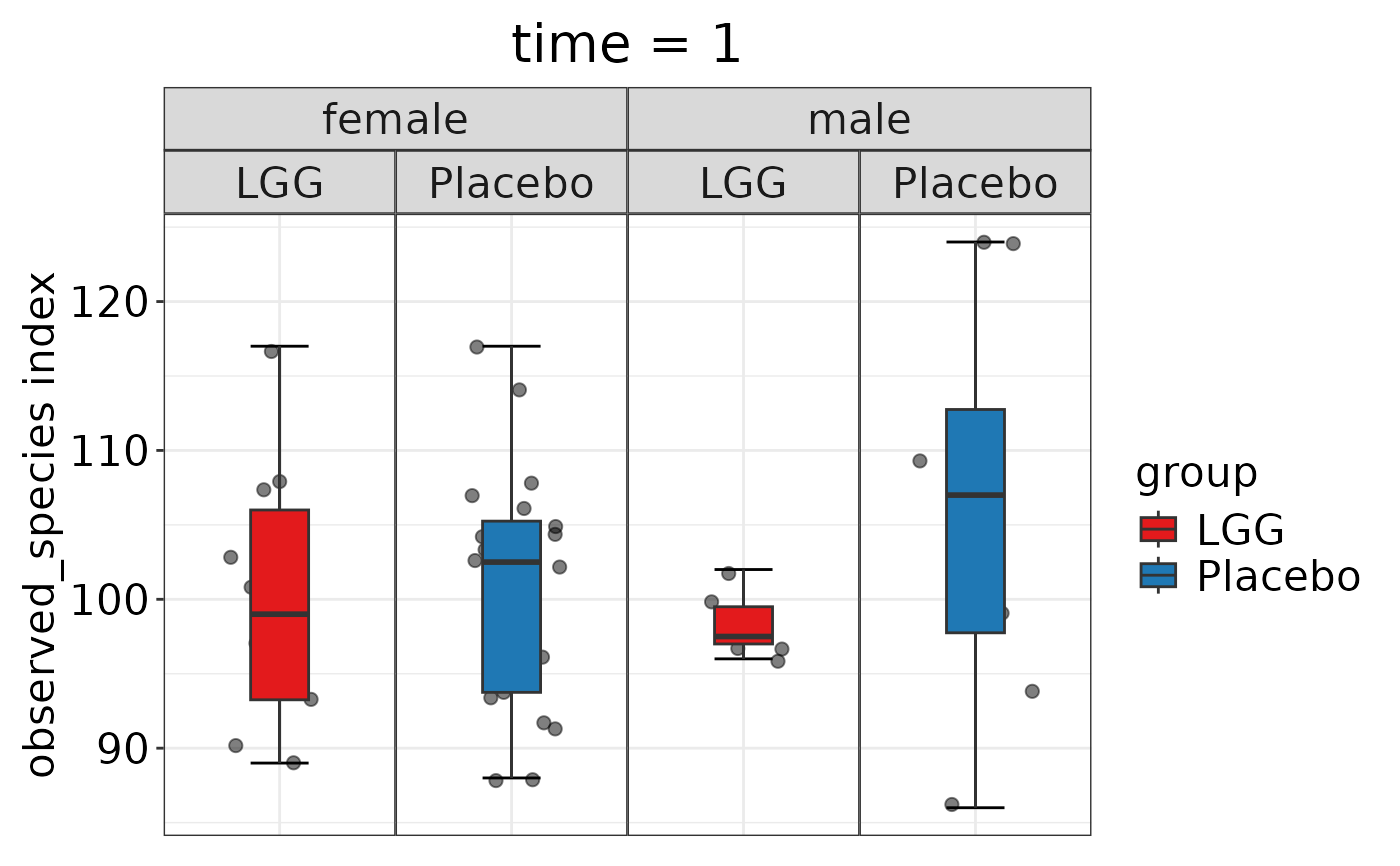 time = 1
female male
LGG Placebo LGG Placebo
observed_species index
120
110
100
90
group
LGG
Placebo